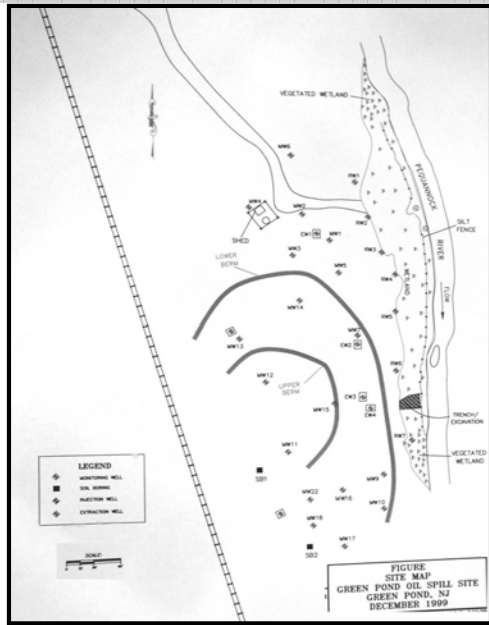 VEGETATED WETLAND
MW6
RW1
PEQUANNOCK
RIVER
MW4
MW2
RW2
SILT
FENCE
EW1
MW1
SHED
MW3
RW3
LOWER
BERM
MW5
RW4
WETLAND
FLOW
MW14
RW5
MW7
MW13
EW2
RW6
MW12
UPPER
BERM
EW3
EW4
MW15
TRENCH/
EXCAVATION
RW7
MW11
VEGETATED
WETLAND
LEGEND
MONITORING WELL
SOIL BORING
INJECTION WELL
EXTRACTION WELL
SB1
MW9
MW22
MW16
MW10
MW18
SB2
MW17
SCALE:
FIGURE
SITE MAP
GREEN POND OIL SPILL SITE
GREEN POND, NJ
DECEMBER 1999